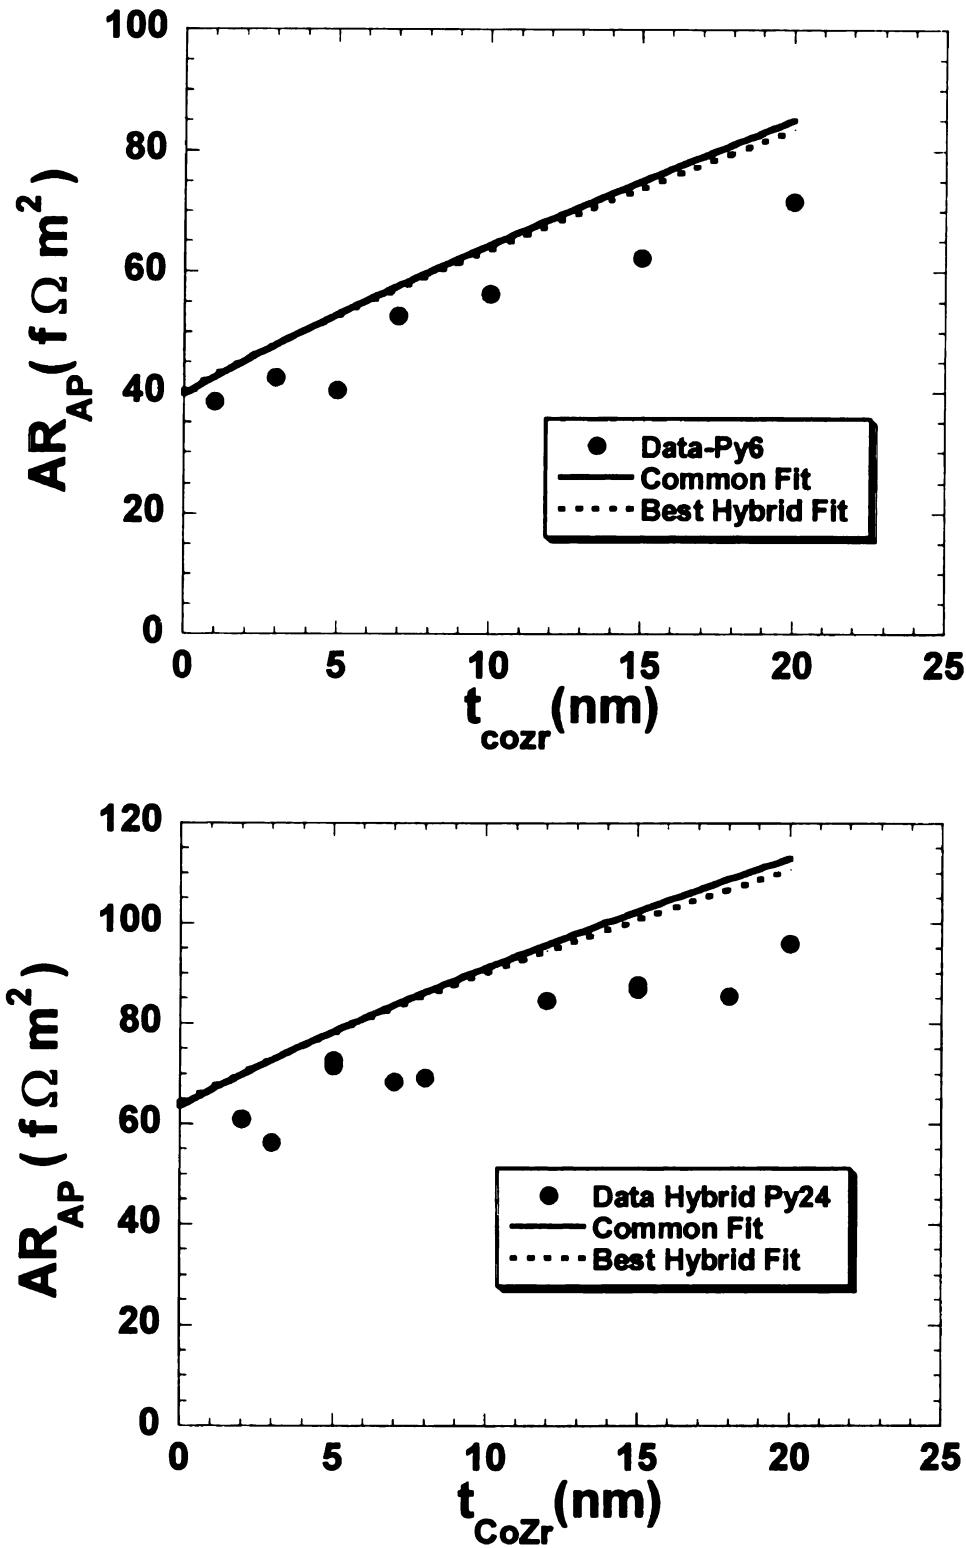 100
80
60
40
20
0
AR_AP (f Ω m²)
Data-Py6
Common Fit
Best Hybrid Fit
0 5 10 15 20 25
t_cozr (nm)
120
100
80
60
40
20
0
AR_AP (f Ω m²)
Data Hybrid Py24
Common Fit
Best Hybrid Fit
0 5 10 15 20 25
t_CoZr (nm)